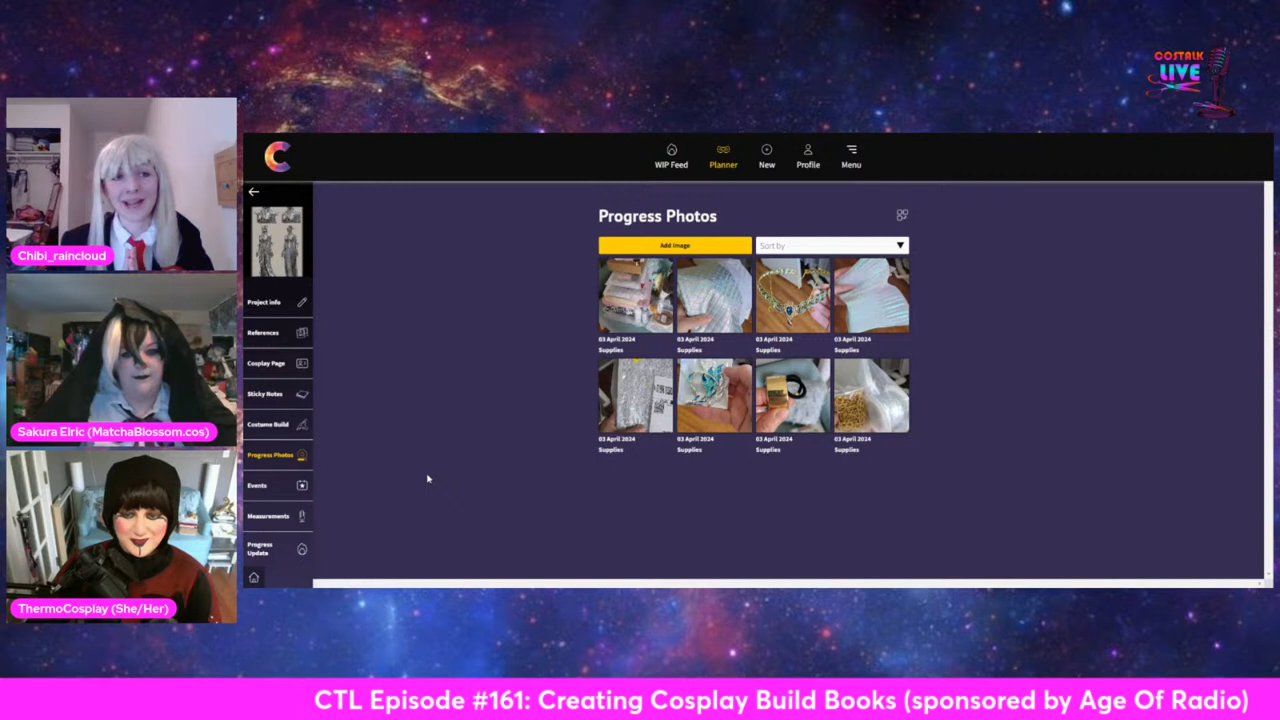 COSTALK
LIVE
WIP Feed
Planner
New
Profile
Menu
Chibi_raincloud
Sakura Elric (MatchaBlossom.cos)
ThermoCosplay (She/Her)
Project info
References
Cosplay Page
Sticky Notes
Costume Build
Progress Photos
Events
Measurements
Progress
Update
Progress Photos
Add Image
Sort by
03 April 2024
Supplies
03 April 2024
Supplies
03 April 2024
Supplies
03 April 2024
Supplies
03 April 2024
Supplies
03 April 2024
Supplies
03 April 2024
Supplies
03 April 2024
Supplies
CTL Episode #161: Creating Cosplay Build Books (sponsored by Age Of Radio)